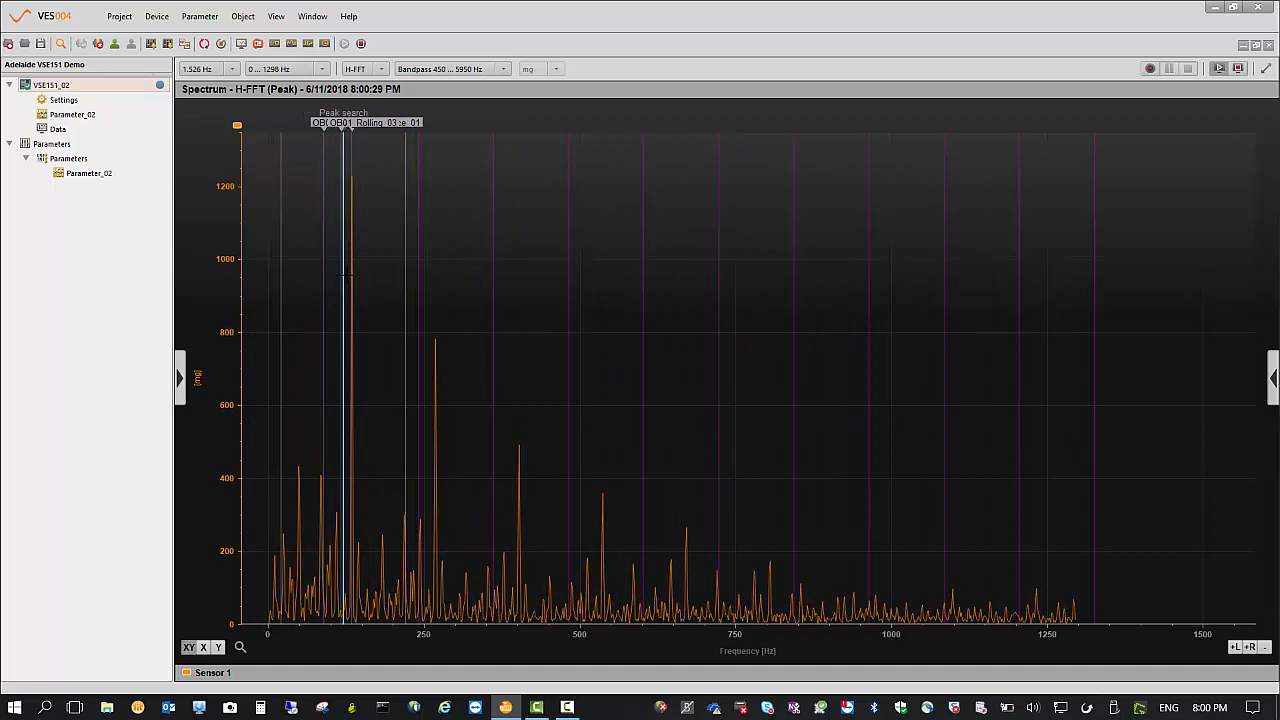 VES004
Project Device Parameter Object View Window Help
Adelaide VSE151 Demo
1.526 Hz 0 ... 1298 Hz H-FFT Bandpass 450 ... 5950 Hz mg
VSE151_02
Settings
Parameter_02
Data
Parameters
Parameters
Parameter_02
Spectrum - H-FFT (Peak) - 6/11/2018 8:00:29 PM
Peak search
OB01 Rolling_03
1200
1000
800
[mg]
600
400
200
0
0 250 500 750 1000 1250 1500
XY X Y
Frequency [Hz]
+L +R -
Sensor 1
ENG 8:00 PM